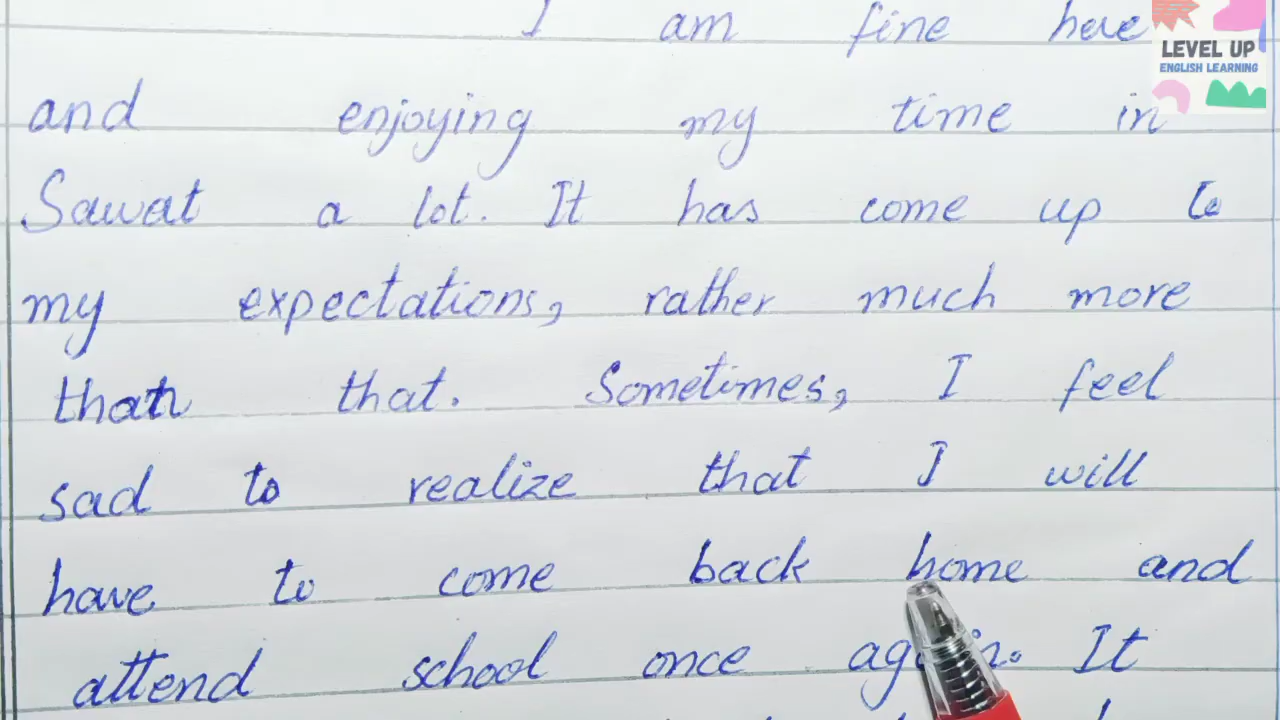 I am fine here
LEVEL UP
ENGLISH LEARNING
and enjoying my time in
Sawat a lot. It has come up to
my expectations, rather much more
than that. Sometimes, I feel
sad to realize that I will
have to come back home and
attend school once again. It